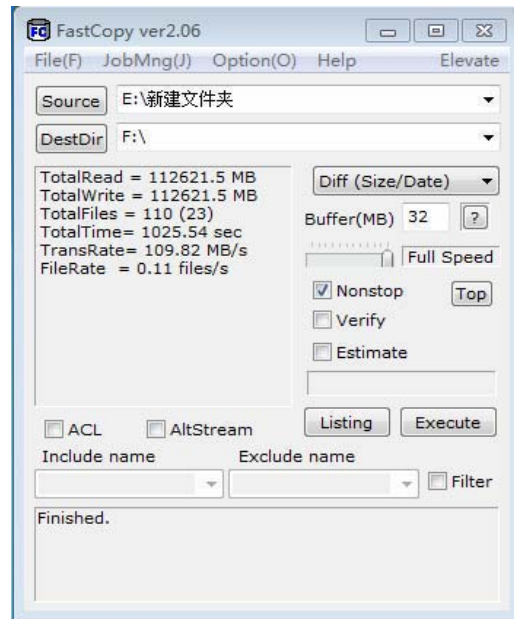 FC FastCopy ver2.06
File(F) JobMng(J) Option(O) Help Elevate
Source E:\新建文件夹
DestDir F:\
TotalRead = 112621.5 MB
TotalWrite = 112621.5 MB
TotalFiles = 110 (23)
TotalTime= 1025.54 sec
TransRate= 109.82 MB/s
FileRate = 0.11 files/s
Diff (Size/Date)
Buffer(MB) 32 ?
Full Speed
Nonstop Top
Verify
Estimate
Listing Execute
ACL AltStream
Include name Exclude name
Filter
Finished.